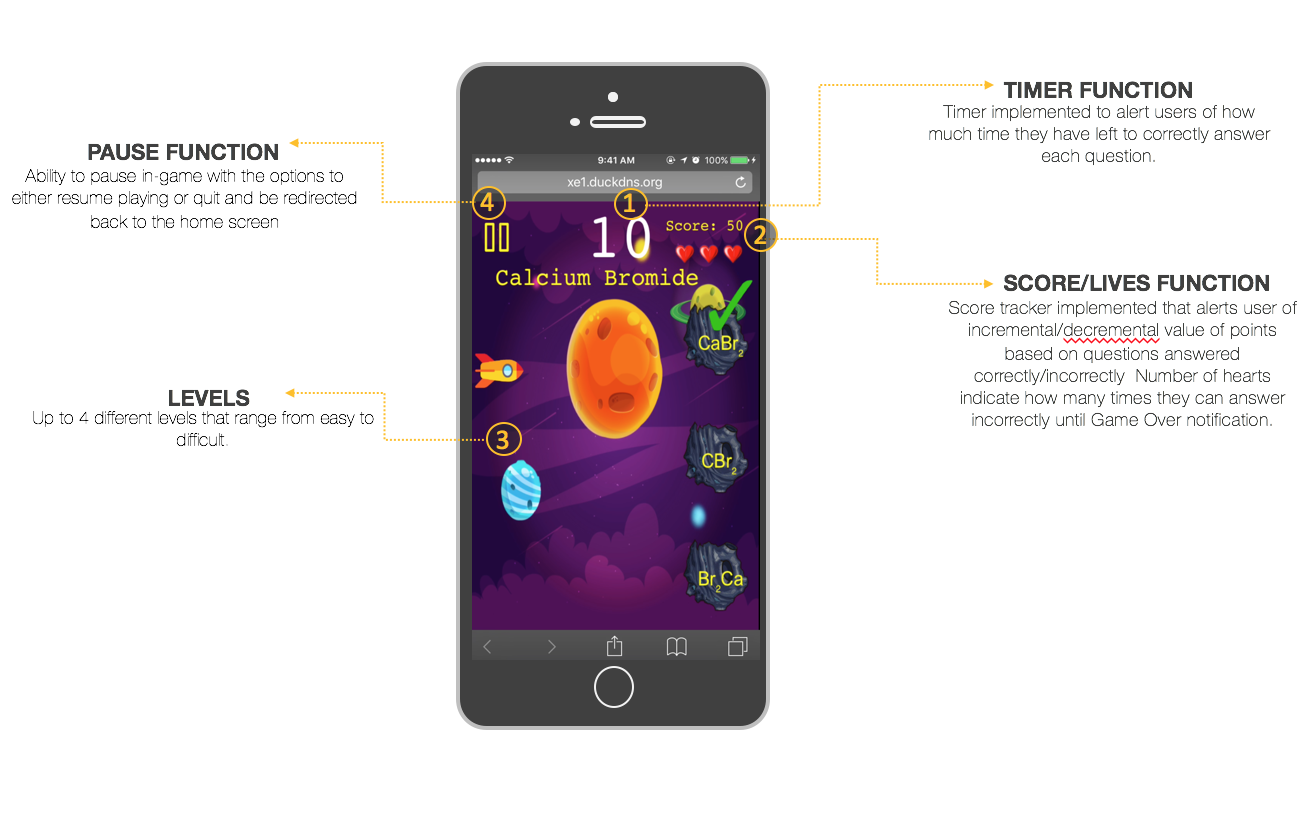 PAUSE FUNCTION
Ability to pause in-game with the options to
either resume playing or quit and be redirected
back to the home screen
LEVELS
Up to 4 different levels that range from easy to
difficult.
9:41 AM
100%
xe1.duckdns.org
4
1
10
Score: 50
2
Calcium Bromide
CaBr2
3
CBr2
Br2Ca
TIMER FUNCTION
Timer implemented to alert users of how
much time they have left to correctly answer
each question.
SCORE/LIVES FUNCTION
Score tracker implemented that alerts user of
incremental/decremental value of points
based on questions answered
correctly/incorrectly  Number of hearts
indicate how many times they can answer
incorrectly until Game Over notification.